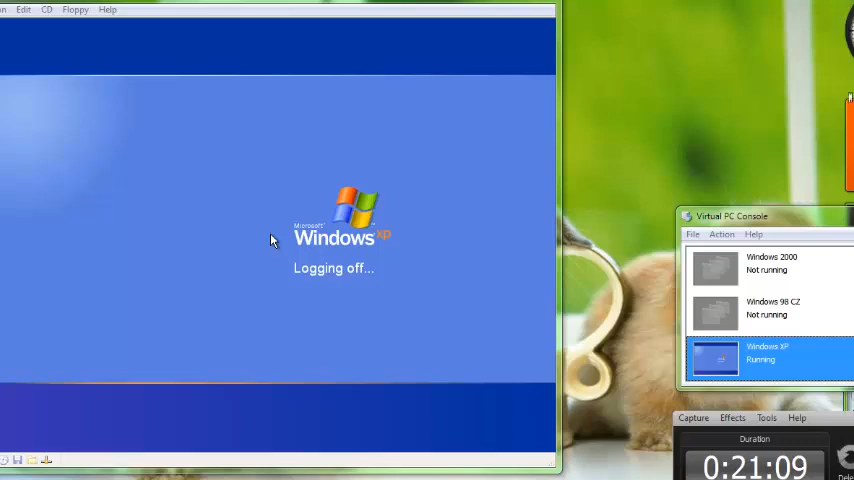 Edit CD Floppy Help
Microsoft
Windows xp
Logging off...
Virtual PC Console
File Action Help
Windows 2000
Not running
Windows 98 CZ
Not running
Windows XP
Running
Capture Effects Tools Help
Duration
0:21:09